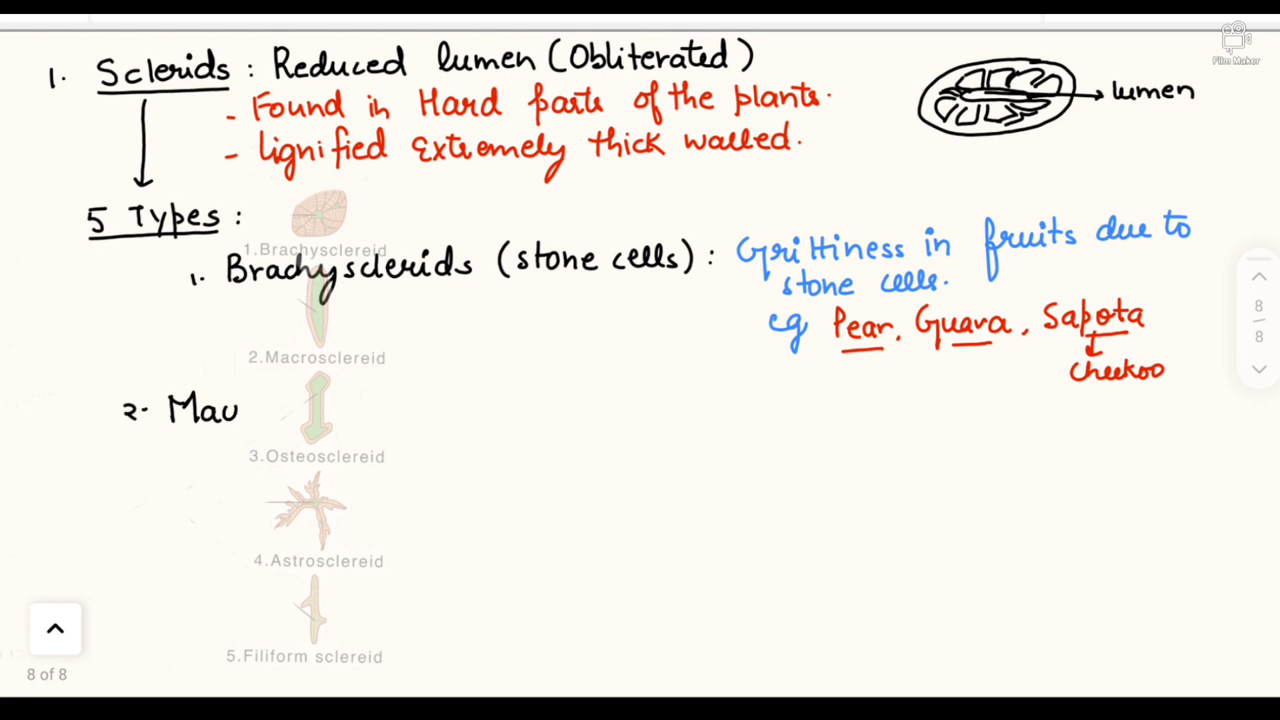 Film Maker
1. Sclerids : Reduced lumen (Obliterated)
- Found in Hard parts of the plants.
- Lignified Extremely thick walled.
lumen
5 Types :
1.Brachysclereid
1. Brachysclerids (stone cells) : Grittiness in fruits due to
stone cells.
eg Pear, Guava, Sapota
Cheekoo
2.Macrosclereid
2. Mau
3.Osteosclereid
4.Astrosclereid
5.Filiform sclereid
8
8
8 of 8